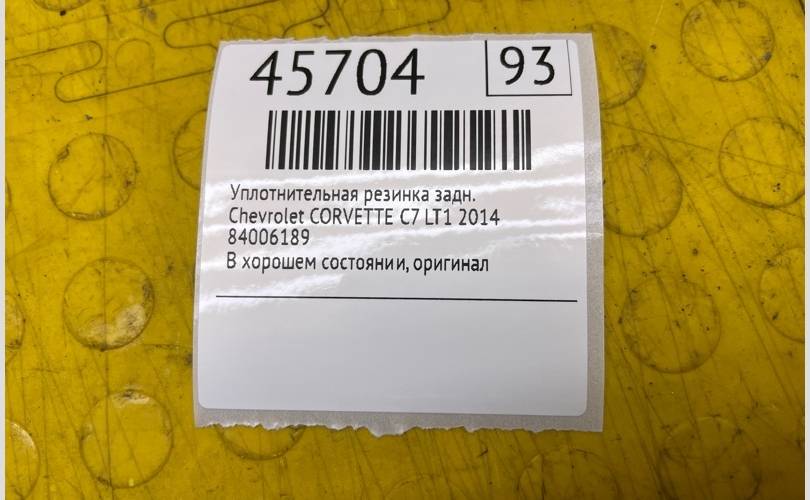 45704
93
Уплотнительная резинка задн.
Chevrolet CORVETTE C7 LT1 2014
84006189
В хорошем состоянии, оригинал